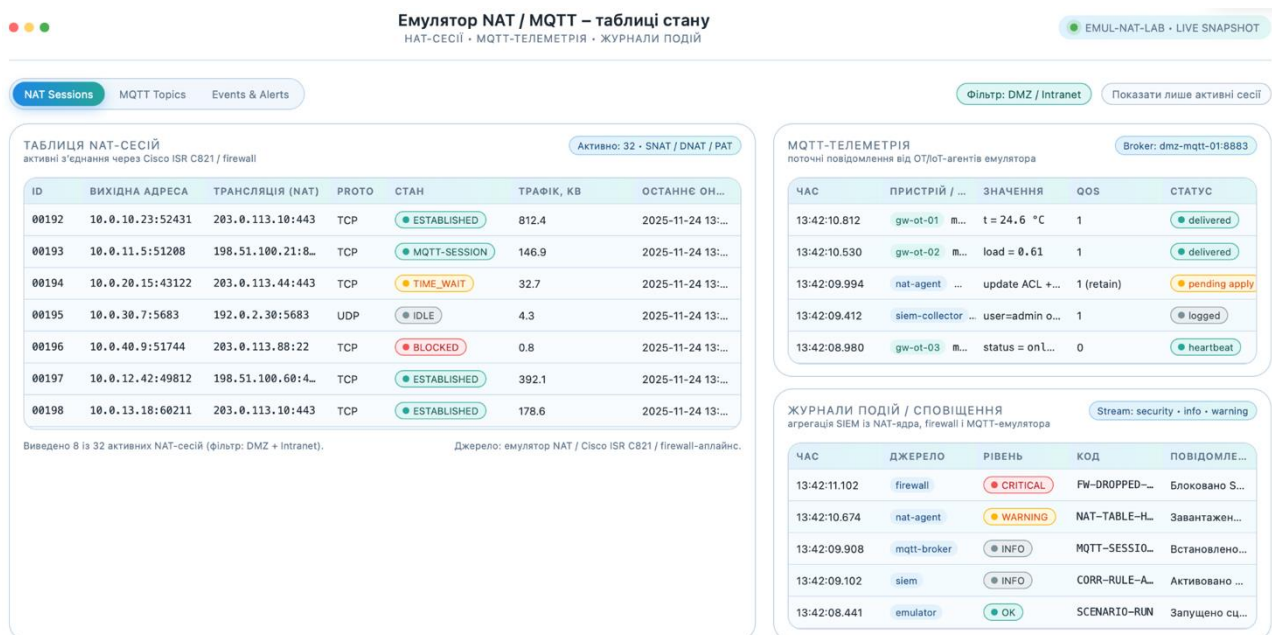 Емулятор NAT / MQTT – таблиці стану
НАТ-СЕСІЇ • MQTT-ТЕЛЕМЕТРІЯ • ЖУРНАЛИ ПОДІЙ
EMUL-NAT-LAB • LIVE SNAPSHOT
NAT Sessions MQTT Topics Events & Alerts
Фільтр: DMZ / Intranet Показати лише активні сесії
ТАБЛИЦЯ NAT-СЕСІЙ
активні з'єднання через Cisco ISR C821 / firewall
Активно: 32 • SNAT / DNAT / PAT
ID ВИХІДНА АДРЕСА ТРАНСЛЯЦІЯ (NAT) PROTO СТАН ТРАФІК, KB ОСТАННЄ ОН...
00192 10.0.10.23:52431 203.0.113.10:443 TCP ESTABLISHED 812.4 2025-11-24 13:...
00193 10.0.11.5:51208 198.51.100.21:8… TCP MQTT-SESSION 146.9 2025-11-24 13:...
00194 10.0.20.15:43122 203.0.113.44:443 TCP TIME_WAIT 32.7 2025-11-24 13:...
00195 10.0.30.7:5683 192.0.2.30:5683 UDP IDLE 4.3 2025-11-24 13:...
00196 10.0.40.9:51744 203.0.113.88:22 TCP BLOCKED 0.8 2025-11-24 13:...
00197 10.0.12.42:49812 198.51.100.60:4… TCP ESTABLISHED 392.1 2025-11-24 13:...
00198 10.0.13.18:60211 203.0.113.10:443 TCP ESTABLISHED 178.6 2025-11-24 13:...
Виведено 8 із 32 активних NAT-сесій (фільтр: DMZ + Intranet).
Джерело: емулятор NAT / Cisco ISR C821 / firewall-аплайнс.
MQTT-ТЕЛЕМЕТРІЯ
поточні повідомлення від OT/IoT-агентів емулятора
Broker: dmz-mqtt-01:8883
ЧАС ПРИСТРІЙ / ... ЗНАЧЕННЯ QOS СТАТУС
13:42:10.812 gw-ot-01 m... t = 24.6 °C 1 delivered
13:42:10.530 gw-ot-02 m... load = 0.61 1 delivered
13:42:09.994 nat-agent ... update ACL +... 1 (retain) pending apply
13:42:09.412 siem-collector ... user=admin o... 1 logged
13:42:08.980 gw-ot-03 m... status = onl... 0 heartbeat
ЖУРНАЛИ ПОДІЙ / СПОВІЩЕННЯ
агрегація SIEM із NAT-ядра, firewall і MQTT-емулятора
Stream: security • info • warning
ЧАС ДЖЕРЕЛО РІВЕНЬ КОД ПОВІДОМЛЕ...
13:42:11.102 firewall CRITICAL FW-DROPPED-… Блоковано S...
13:42:10.674 nat-agent WARNING NAT-TABLE-H… Завантажен...
13:42:09.908 mqtt-broker INFO MQTT-SESSIO… Встановлено...
13:42:09.102 siem INFO CORR-RULE-A… Активовано ...
13:42:08.441 emulator OK SCENARIO-RUN Запущено сц...